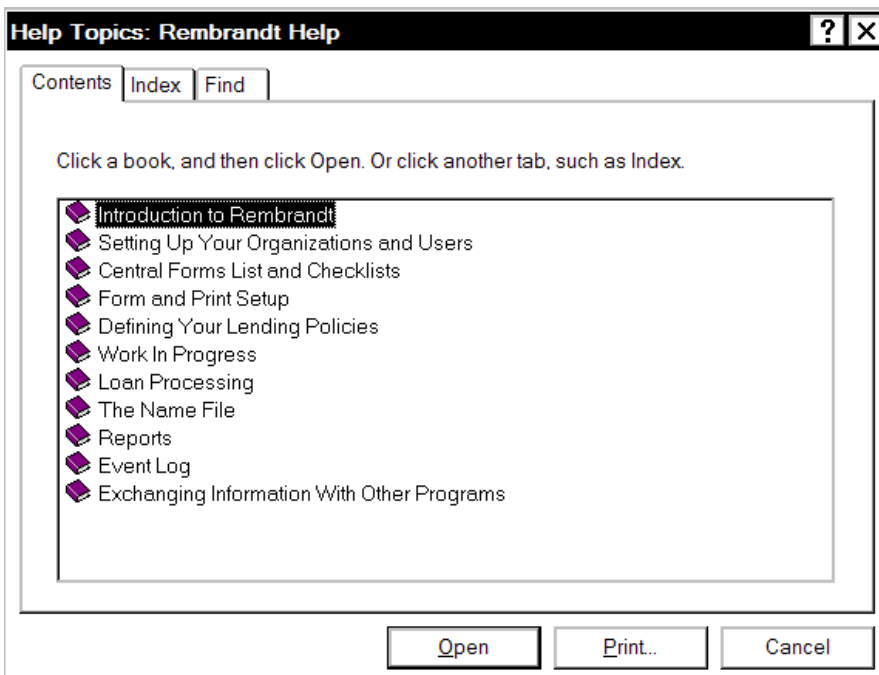 Help Topics: Rembrandt Help
? X
Contents Index Find
Click a book, and then click Open. Or click another tab, such as Index.
Introduction to Rembrandt
Setting Up Your Organizations and Users
Central Forms List and Checklists
Form and Print Setup
Defining Your Lending Policies
Work In Progress
Loan Processing
The Name File
Reports
Event Log
Exchanging Information With Other Programs
Open Print... Cancel